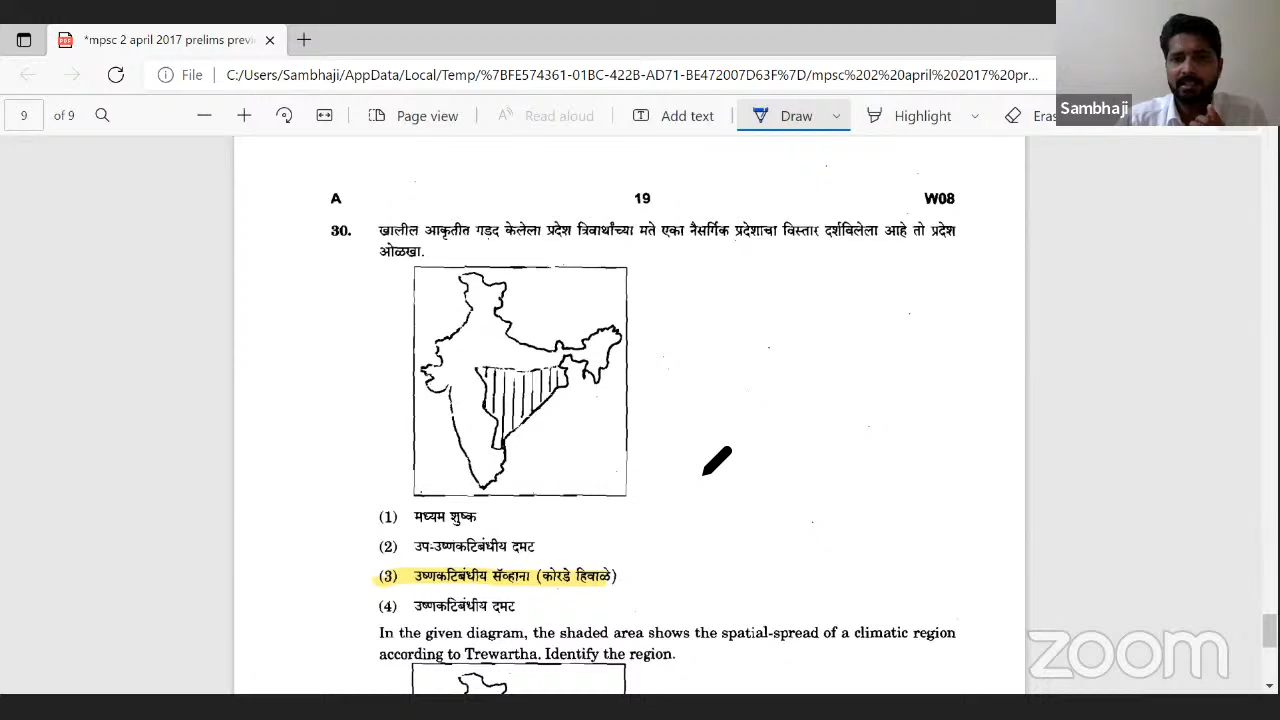 *mpsc 2 april 2017 prelims previ
File C:/Users/Sambhaji/AppData/Local/Temp/%7BFE574361-01BC-422B-AD71-BE472007D63F%7D/mpsc%202%20april%202017%20pr...
9 of 9 Page view Read aloud Add text Draw Highlight Eras
Sambhaji
A 19 W08
30. खालील आकृतीत गडद केलेला प्रदेश त्रिवार्थाच्या मते एका नैसर्गिक प्रदेशाचा विस्तार दर्शविलेला आहे तो प्रदेश
ओळखा.
(1) मध्यम शुष्क
(2) उप-उष्णकटिबंधीय दमट
(3) उष्णकटिबंधीय सॅव्हाना (कोरडे हिवाळे)
(4) उष्णकटिबंधीय दमट
In the given diagram, the shaded area shows the spatial-spread of a climatic region
according to Trewartha. Identify the region.
zoom